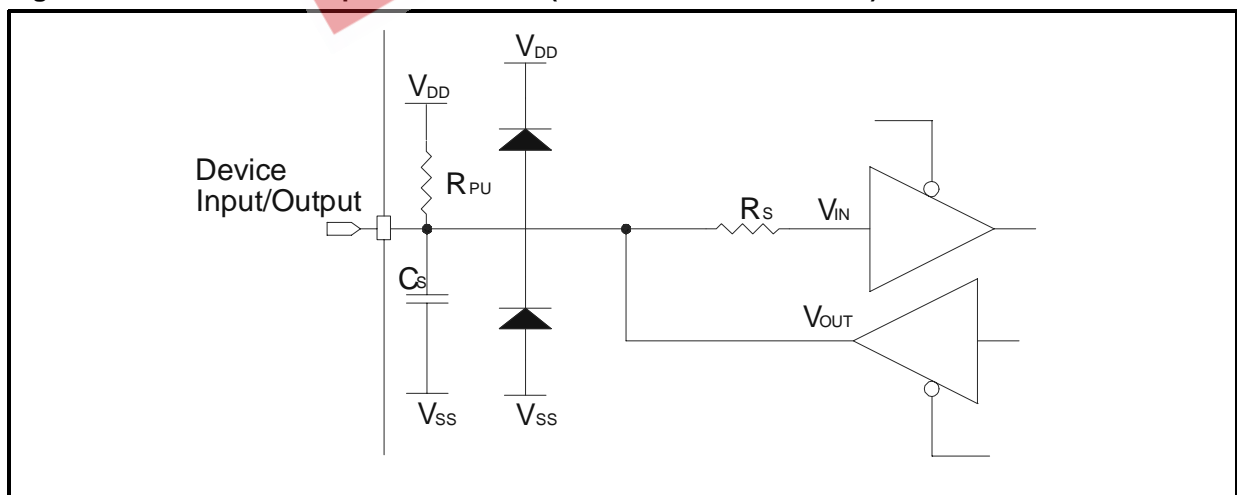 VDD
VDD
Device
Input/Output
RPU
RS
VIN
CS
VOUT
VSS
VSS